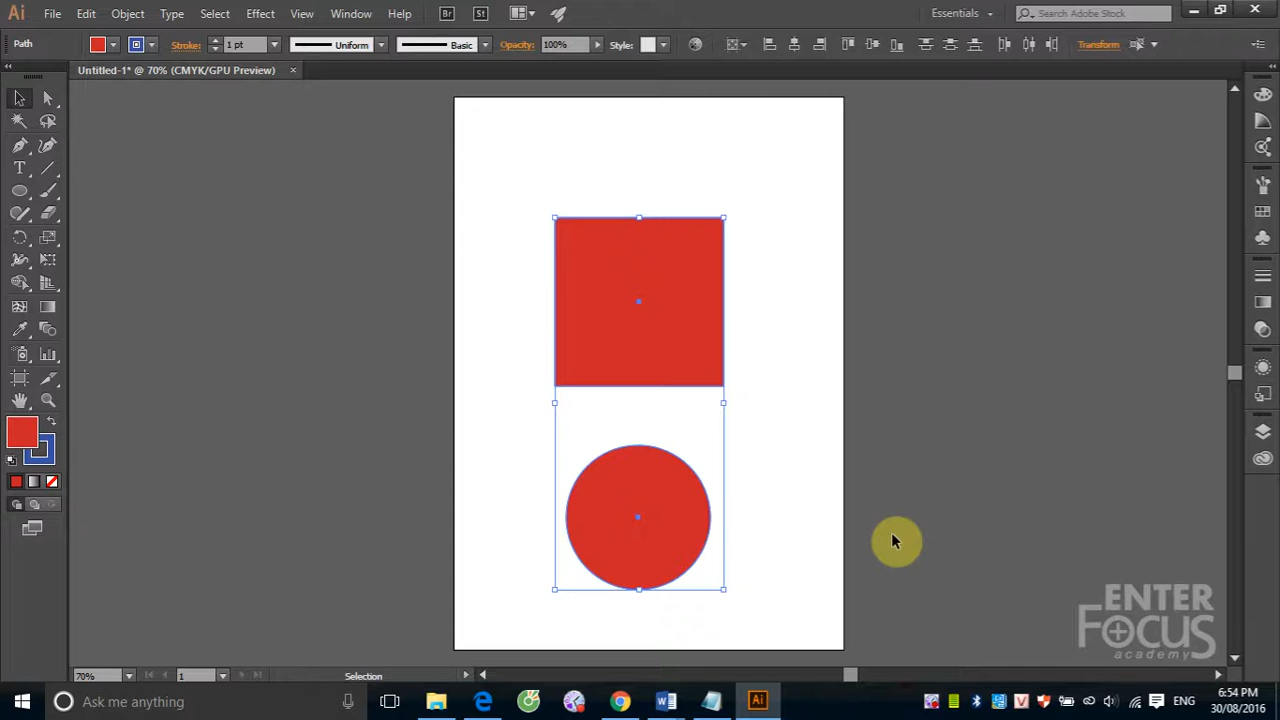 Ai File Edit Object Type Select Effect View Window Help Br St Essentials Search Adobe Stock
Path Stroke: 1 pt Uniform Basic Opacity: 100% Style: Transform
Untitled-1* @ 70% (CMYK/GPU Preview) ×
T
ENTER
FOCUS
academy
70% 1 Selection
Ask me anything Ai ENG 6:54 PM
30/08/2016